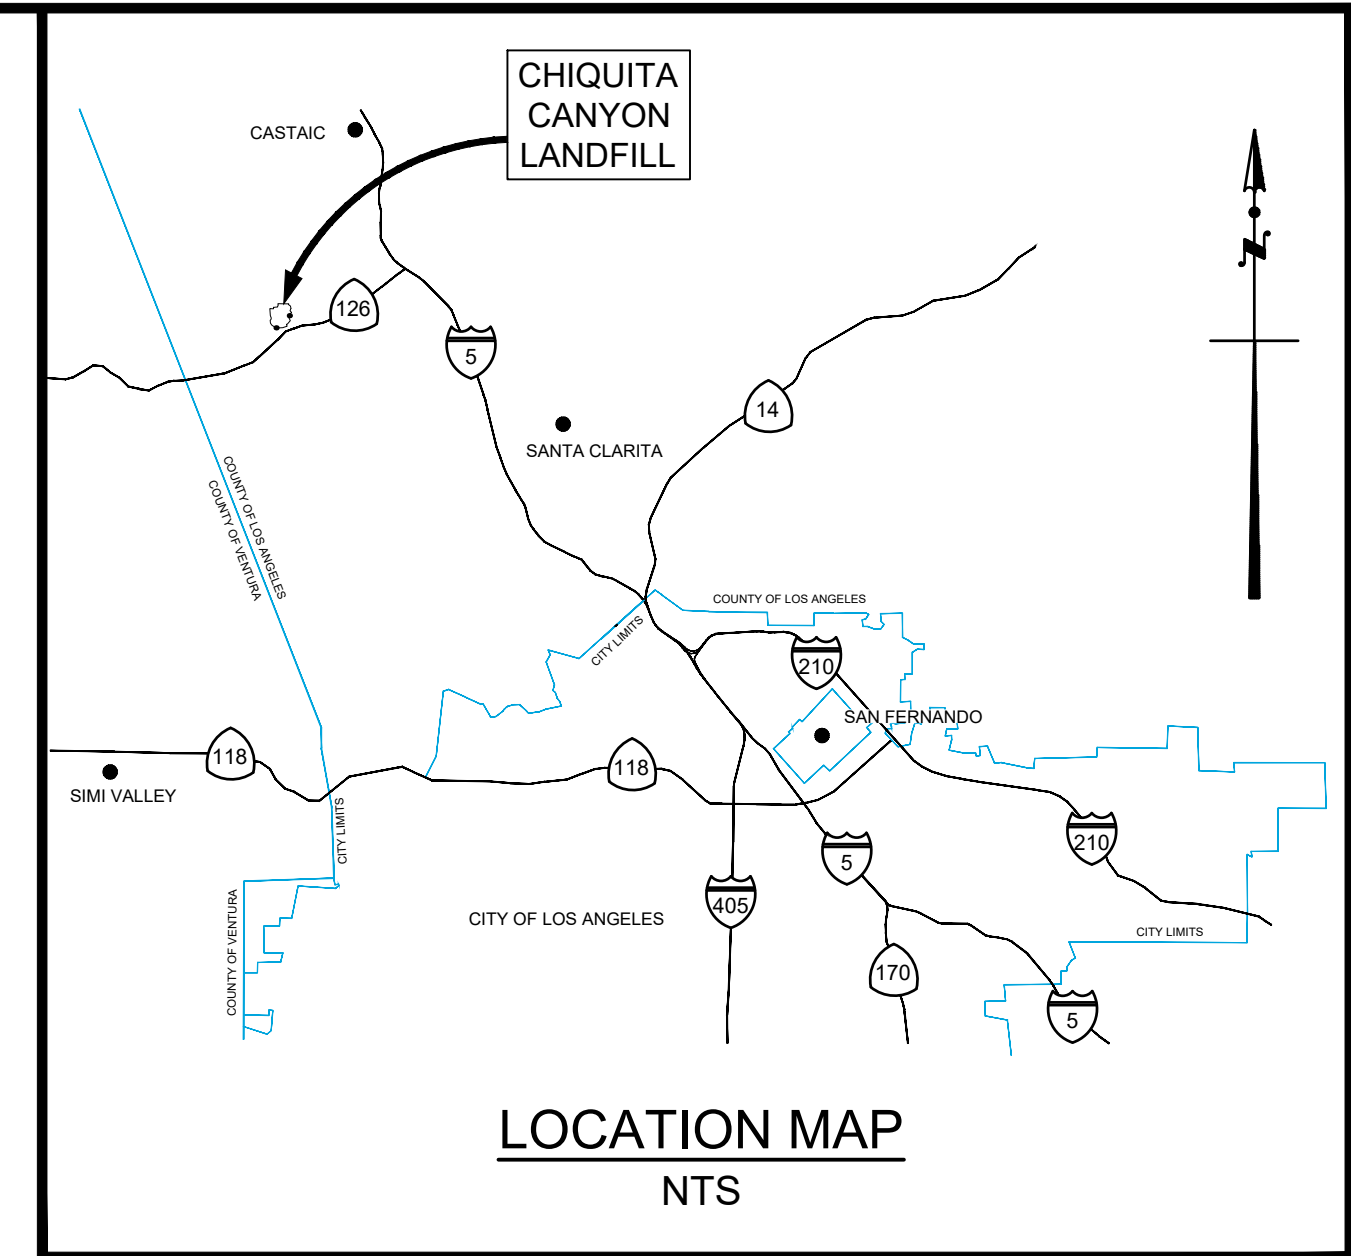 CHIQUITA
CANYON
LANDFILL
CASTAIC
N
126
5
14
SANTA CLARITA
COUNTY OF LOS ANGELES
COUNTY OF VENTURA
COUNTY OF LOS ANGELES
CITY LIMITS
210
SAN FERNANDO
118
118
SIMI VALLEY
CITY LIMITS
210
5
405
COUNTY OF VENTURA
CITY OF LOS ANGELES
CITY LIMITS
170
5
LOCATION MAP
NTS